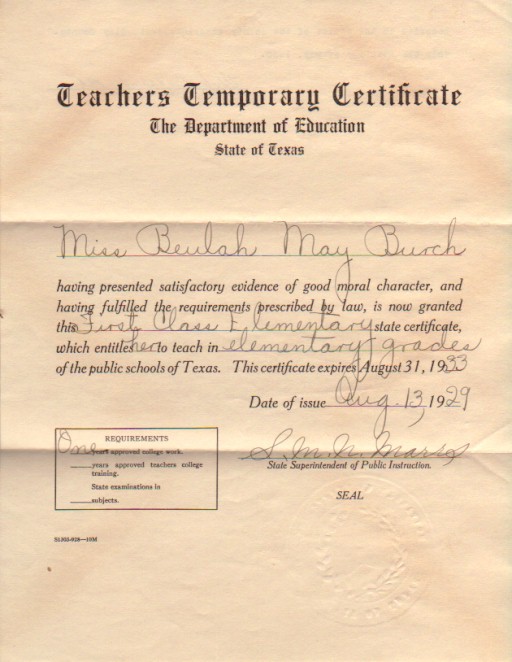 Teachers Temporary Certificate
The Department of Education
State of Texas
Miss Beulah May Burch
having presented satisfactory evidence of good moral character, and
having fulfilled the requirements prescribed by law, is now granted
this First Class Elementary state certificate,
which entitles her to teach in elementary grades
of the public schools of Texas. This certificate expires August 31, 1933
Date of issue Aug. 13, 1929
REQUIREMENTS
One years approved college work.
years approved teachers college
training.
State examinations in
subjects.
S. M. N. Marrs
State Superintendent of Public Instruction.
SEAL